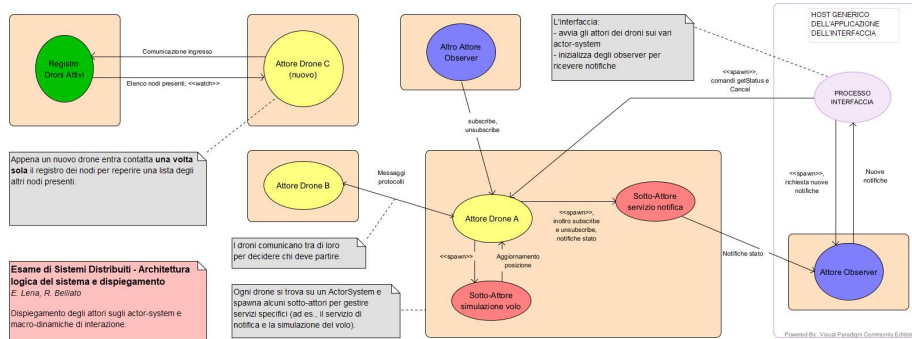 Registro
Droni Attivi
Comunicazione ingresso
Elenco nodi presenti, <<watch>>
Attore Drone C
(nuovo)
Altro Attore
Observer
L'interfaccia:
- avvia gli attori dei droni sui vari
actor-system
- inizializza degli observer per
ricevere notifiche
HOST GENERICO
DELL'APPLICAZIONE
DELL'INTERFACCIA
<<spawn>>,
comandi getStatus e
Cancel
PROCESSO
INTERFACCIA
subscribe,
unsubscribe
Appena un nuovo drone entra contatta una volta
sola il registro dei nodi per reperire una lista degli
altri nodi presenti.
Attore Drone B
Messaggi
protocolli
Attore Drone A
<<spawn>>,
inoltro subscribe
e unsubscribe,
notifiche stato
Sotto-Attore
servizio notifica
<<spawn>>,
richiesta nuove
notifiche
Nuove
notifiche
I droni comunicano tra di loro
per decidere chi deve partire.
<<spawn>>
Aggiornamento
posizione
Notifiche stato
Attore Observer
Esame di Sistemi Distribuiti - Architettura
logica del sistema e dispiegamento
E. Lena, R. Belliato
Dispiegamento degli attori sugli actor-system e
macro-dinamiche di interazione.
Ogni drone si trova su un ActorSystem e
spawna alcuni sotto-attori per gestire
servizi specifici (ad es., il servizio di
notifica e la simulazione del volo).
Sotto-Attore
simulazione volo
Powered By: Visual Paradigm Community Edition